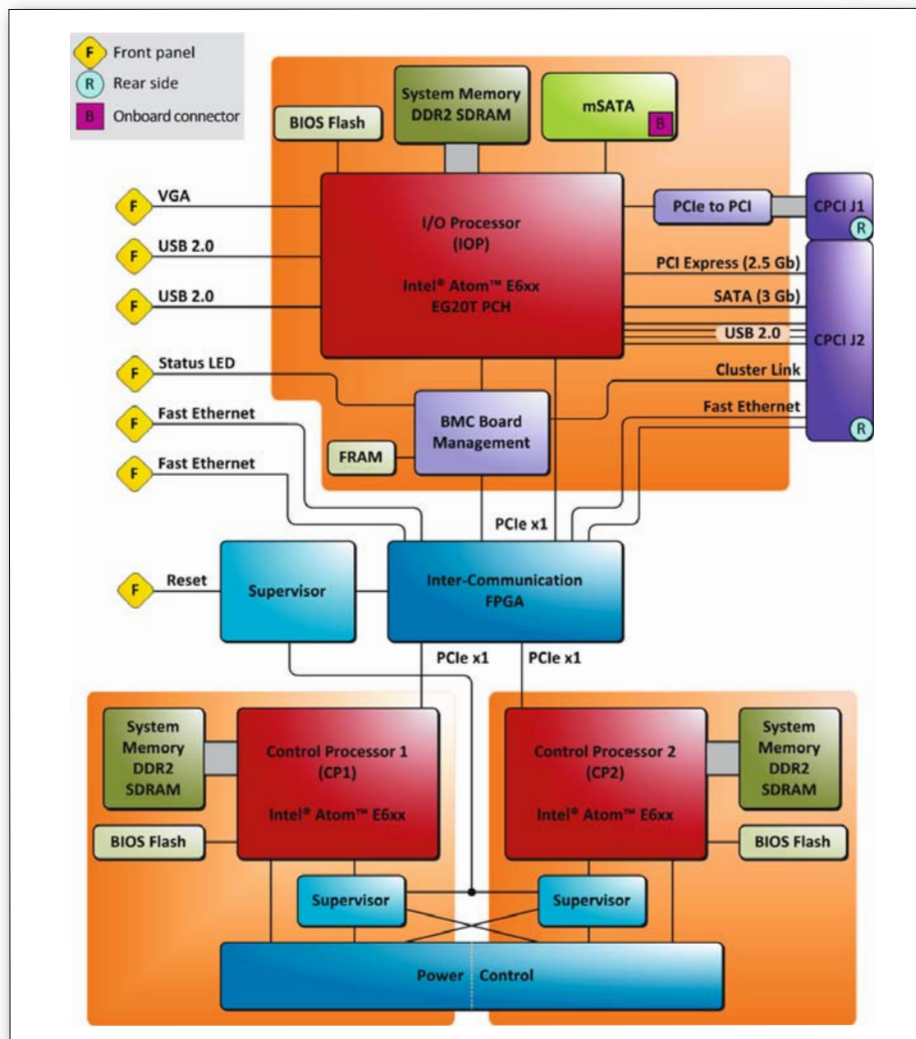 F Front panel
R Rear side
B Onboard connector
System Memory
DDR2 SDRAM
mSATA
B
BIOS Flash
F VGA
I/O Processor
(IOP)
Intel® Atom™ E6xx
EG20T PCH
PCIe to PCI
CPCI J1
R
F USB 2.0
PCI Express (2.5 Gb)
F USB 2.0
SATA (3 Gb)
USB 2.0
CPCI J2
F Status LED
Cluster Link
F Fast Ethernet
BMC Board
Management
Fast Ethernet
R
F Fast Ethernet
FRAM
PCIe x1
F Reset
Supervisor
Inter-Communication
FPGA
PCIe x1
PCIe x1
System
Memory
DDR2
SDRAM
Control Processor 1
(CP1)
Intel® Atom™ E6xx
Control Processor 2
(CP2)
Intel® Atom™ E6xx
System
Memory
DDR2
SDRAM
BIOS Flash
BIOS Flash
Supervisor
Supervisor
Power Control